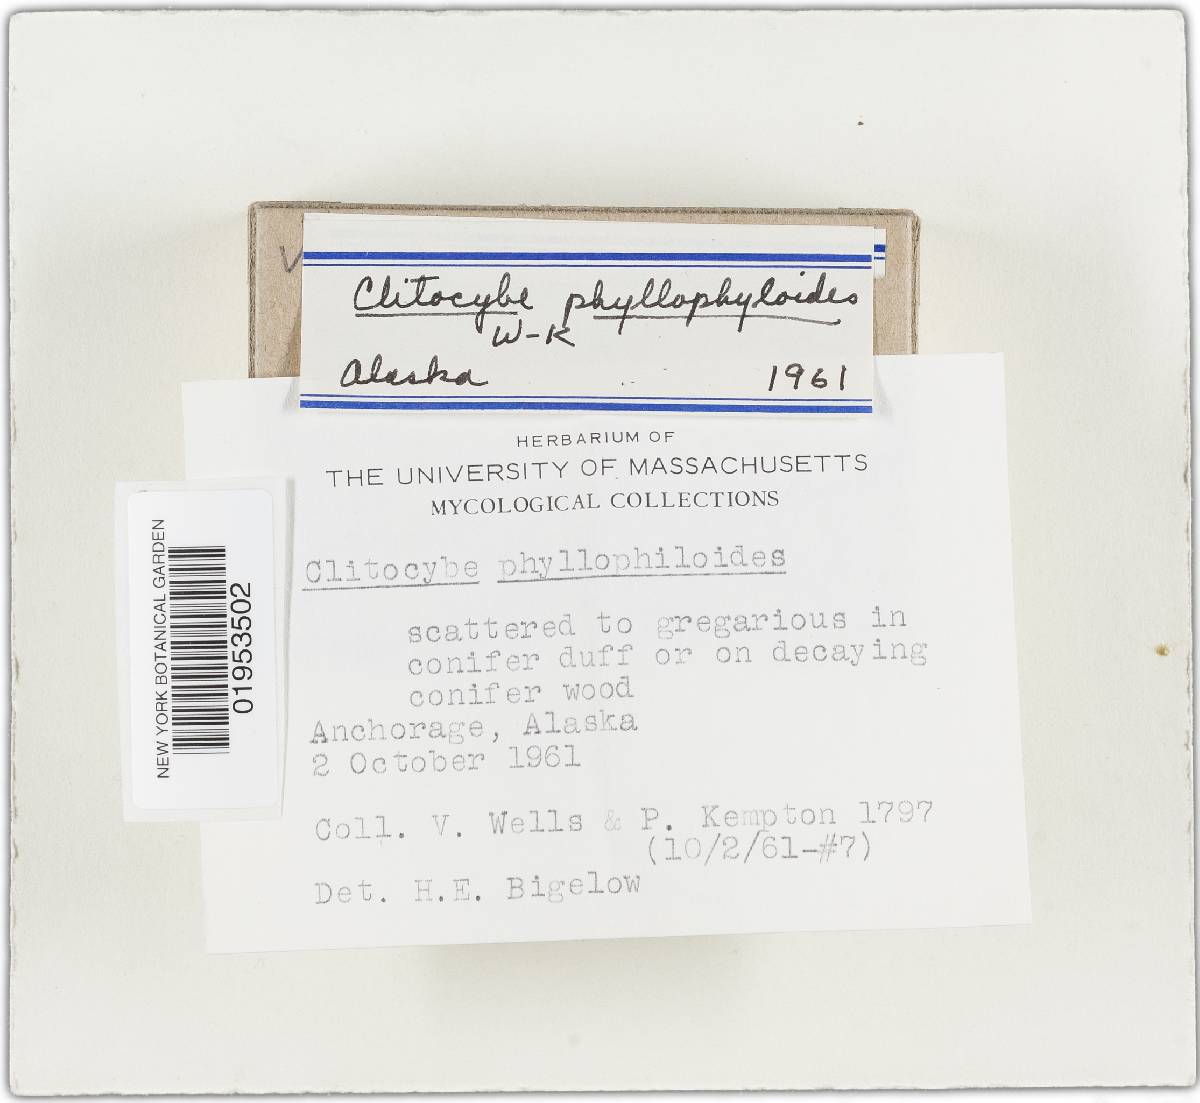 Clitocybe phyllophyloides
W-K
Alaska 1961
HERBARIUM OF
THE UNIVERSITY OF MASSACHUSETTS
MYCOLOGICAL COLLECTIONS
Clitocybe phyllophiloides
scattered to gregarious in
conifer duff or on decaying
conifer wood
Anchorage, Alaska
2 October 1961
Coll. V. Wells & P. Kempton 1797
(10/2/61-#7)
Det. H.E. Bigelow
NEW YORK BOTANICAL GARDEN
01953502